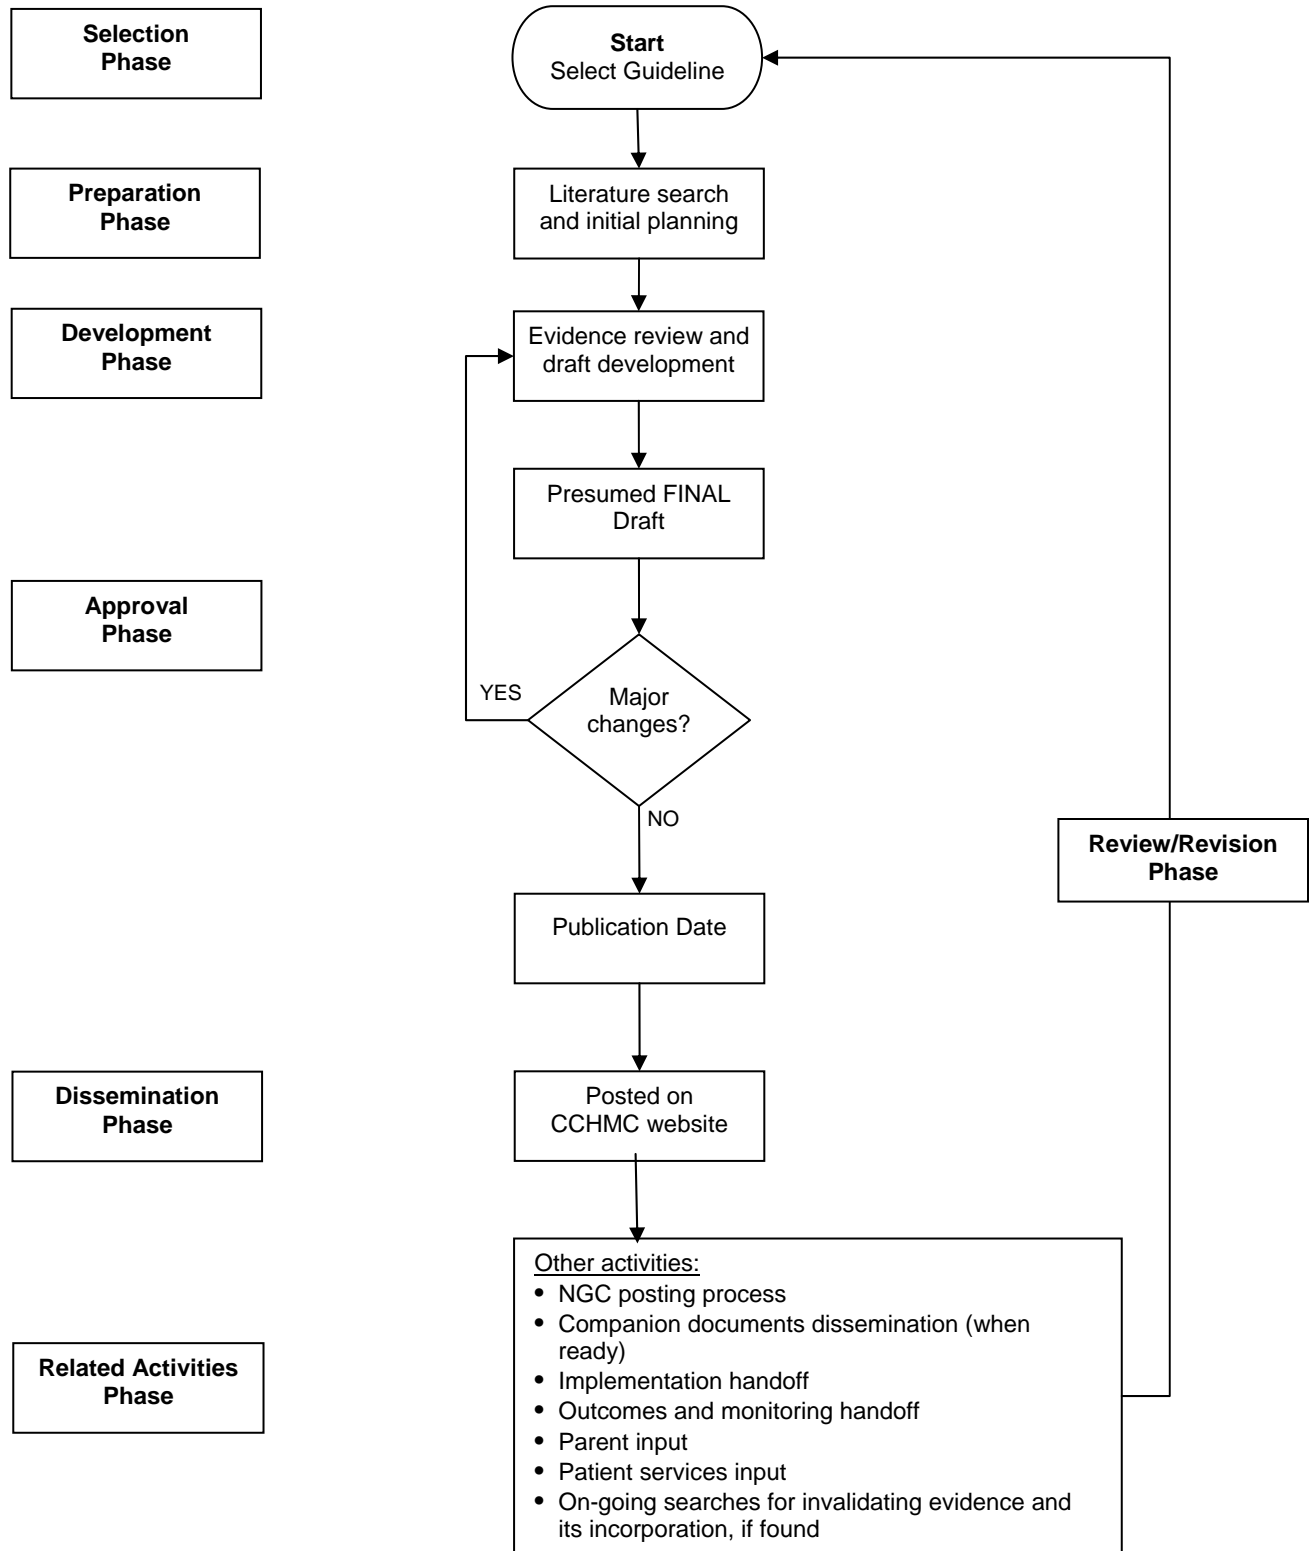 Selection
Phase
Start
Select Guideline
Preparation
Phase
Literature search
and initial planning
Development
Phase
Evidence review and
draft development
Presumed FINAL
Draft
Approval
Phase
YES
Major
changes?
NO
Review/Revision
Phase
Publication Date
Dissemination
Phase
Posted on
CCHMC website
Related Activities
Phase
Other activities:
• NGC posting process
• Companion documents dissemination (when
ready)
• Implementation handoff
• Outcomes and monitoring handoff
• Parent input
• Patient services input
• On-going searches for invalidating evidence and
its incorporation, if found